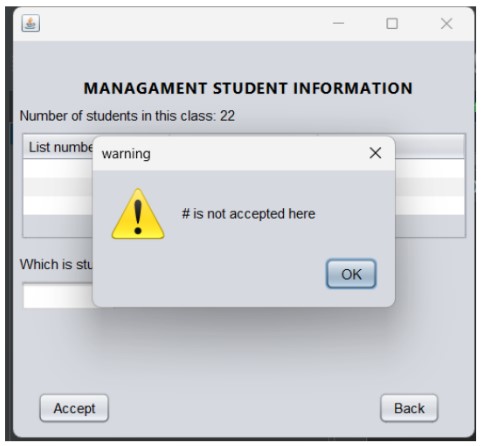 MANAGAMENT STUDENT INFORMATION
Number of students in this class: 22
List numbe
warning
# is not accepted here
Which is stu
OK
Accept
Back